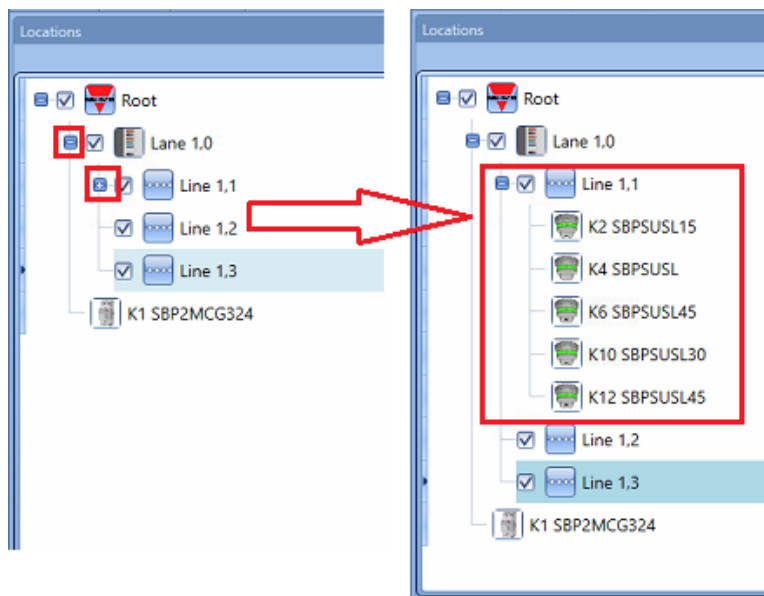 Locations
Root
Lane 1,0
Line 1,1
Line 1,2
Line 1,3
K1 SBP2MCG324
Locations
Root
Lane 1,0
Line 1,1
K2 SBPSUSL15
K4 SBPSUSL
K6 SBPSUSL45
K10 SBPSUSL30
K12 SBPSUSL45
Line 1,2
Line 1,3
K1 SBP2MCG324